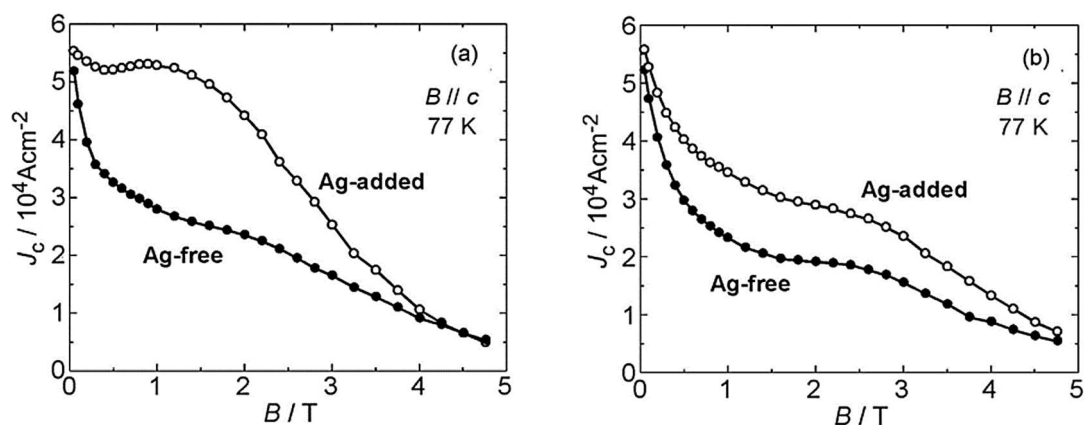 (a)
B // c
77 K
Ag-added
Ag-free
J_c / 10^4Acm^-2
6
5
4
3
2
1
0
0 1 2 3 4 5
B / T
(b)
B // c
77 K
Ag-added
Ag-free
J_c / 10^4Acm^-2
6
5
4
3
2
1
0
0 1 2 3 4 5
B / T